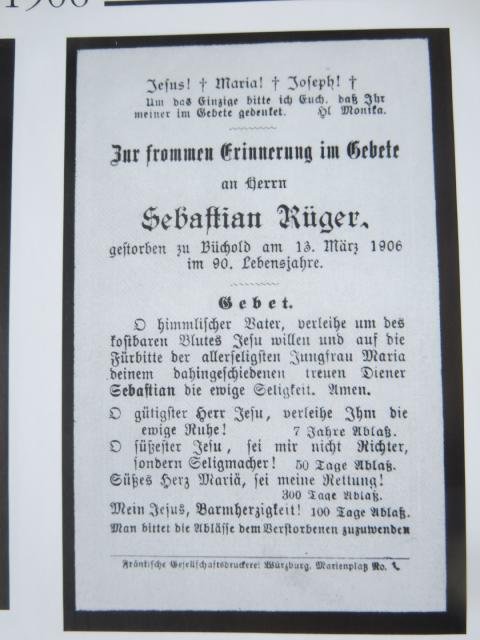 1906
Jesus! † Maria! † Joseph! †
Um das Einzige bitte ich Euch, daß Ihr
meiner im Gebete gedenket. Hl Monika.
Zur frommen Erinnerung im Gebete
an Herrn
Sebastian Rüger,
gestorben zu Büchold am 13. März 1906
im 90. Lebensjahre.
Gebet.
O himmlischer Vater, verleihe um des
kostbaren Blutes Jesu willen und auf die
Fürbitte der allerseligsten Jungfrau Maria
deinem dahingeschiedenen treuen Diener
Sebastian die ewige Seligkeit. Amen.
O gütigster Herr Jesu, verleihe Ihm die
ewige Ruhe! 7 Jahre Ablaß.
O süßester Jesu, sei mir nicht Richter,
sondern Seligmacher! 50 Tage Ablaß.
Süßes Herz Mariä, sei meine Rettung!
300 Tage Ablaß.
Mein Jesus, Barmherzigkeit! 100 Tage Ablaß.
Man bittet die Ablässe dem Verstorbenen zuzuwenden
Fränkische Gesellschaftsdruckerei Würzburg, Marienplatz No.